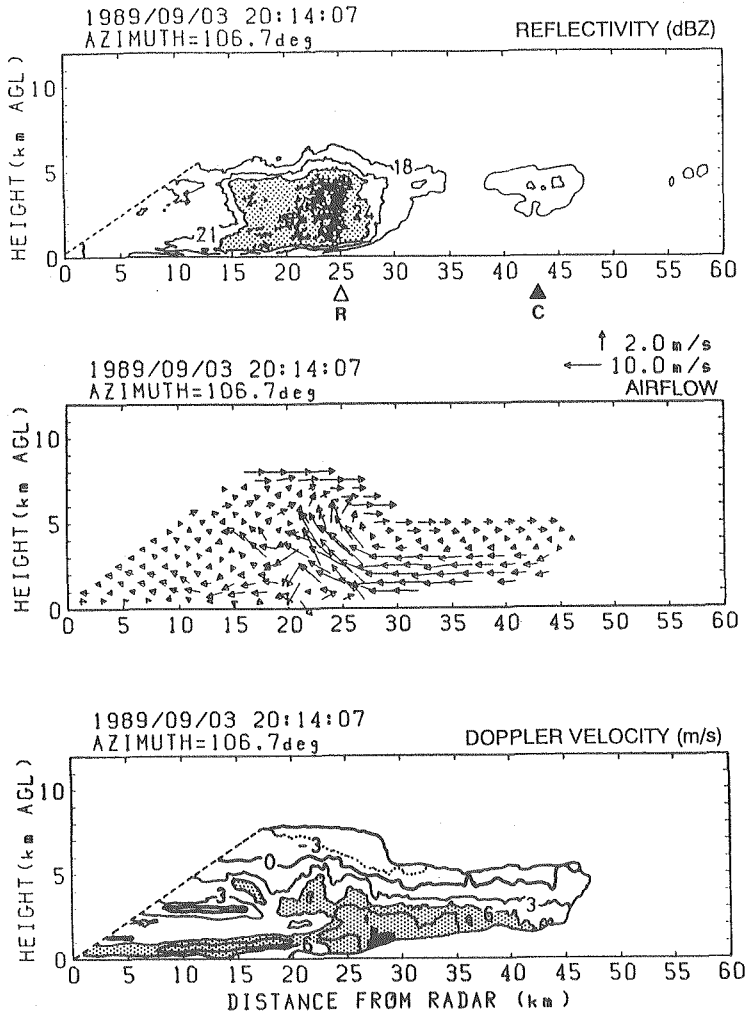 1989/09/03 20:14:07
AZIMUTH=106.7deg
REFLECTIVITY (dBZ)
HEIGHT(km AGL)
10
5
0
18
21
24
0 5 10 15 20 25 30 35 40 45 50 55 60
R
C
2.0m/s
10.0m/s
1989/09/03 20:14:07
AZIMUTH=106.7deg
AIRFLOW
HEIGHT(km AGL)
10
5
0
0 5 10 15 20 25 30 35 40 45 50 55 60
1989/09/03 20:14:07
AZIMUTH=106.7deg
DOPPLER VELOCITY (m/s)
HEIGHT(km AGL)
10
5
0
0
-3
3
3
6
6
0 5 10 15 20 25 30 35 40 45 50 55 60
DISTANCE FROM RADAR (km)